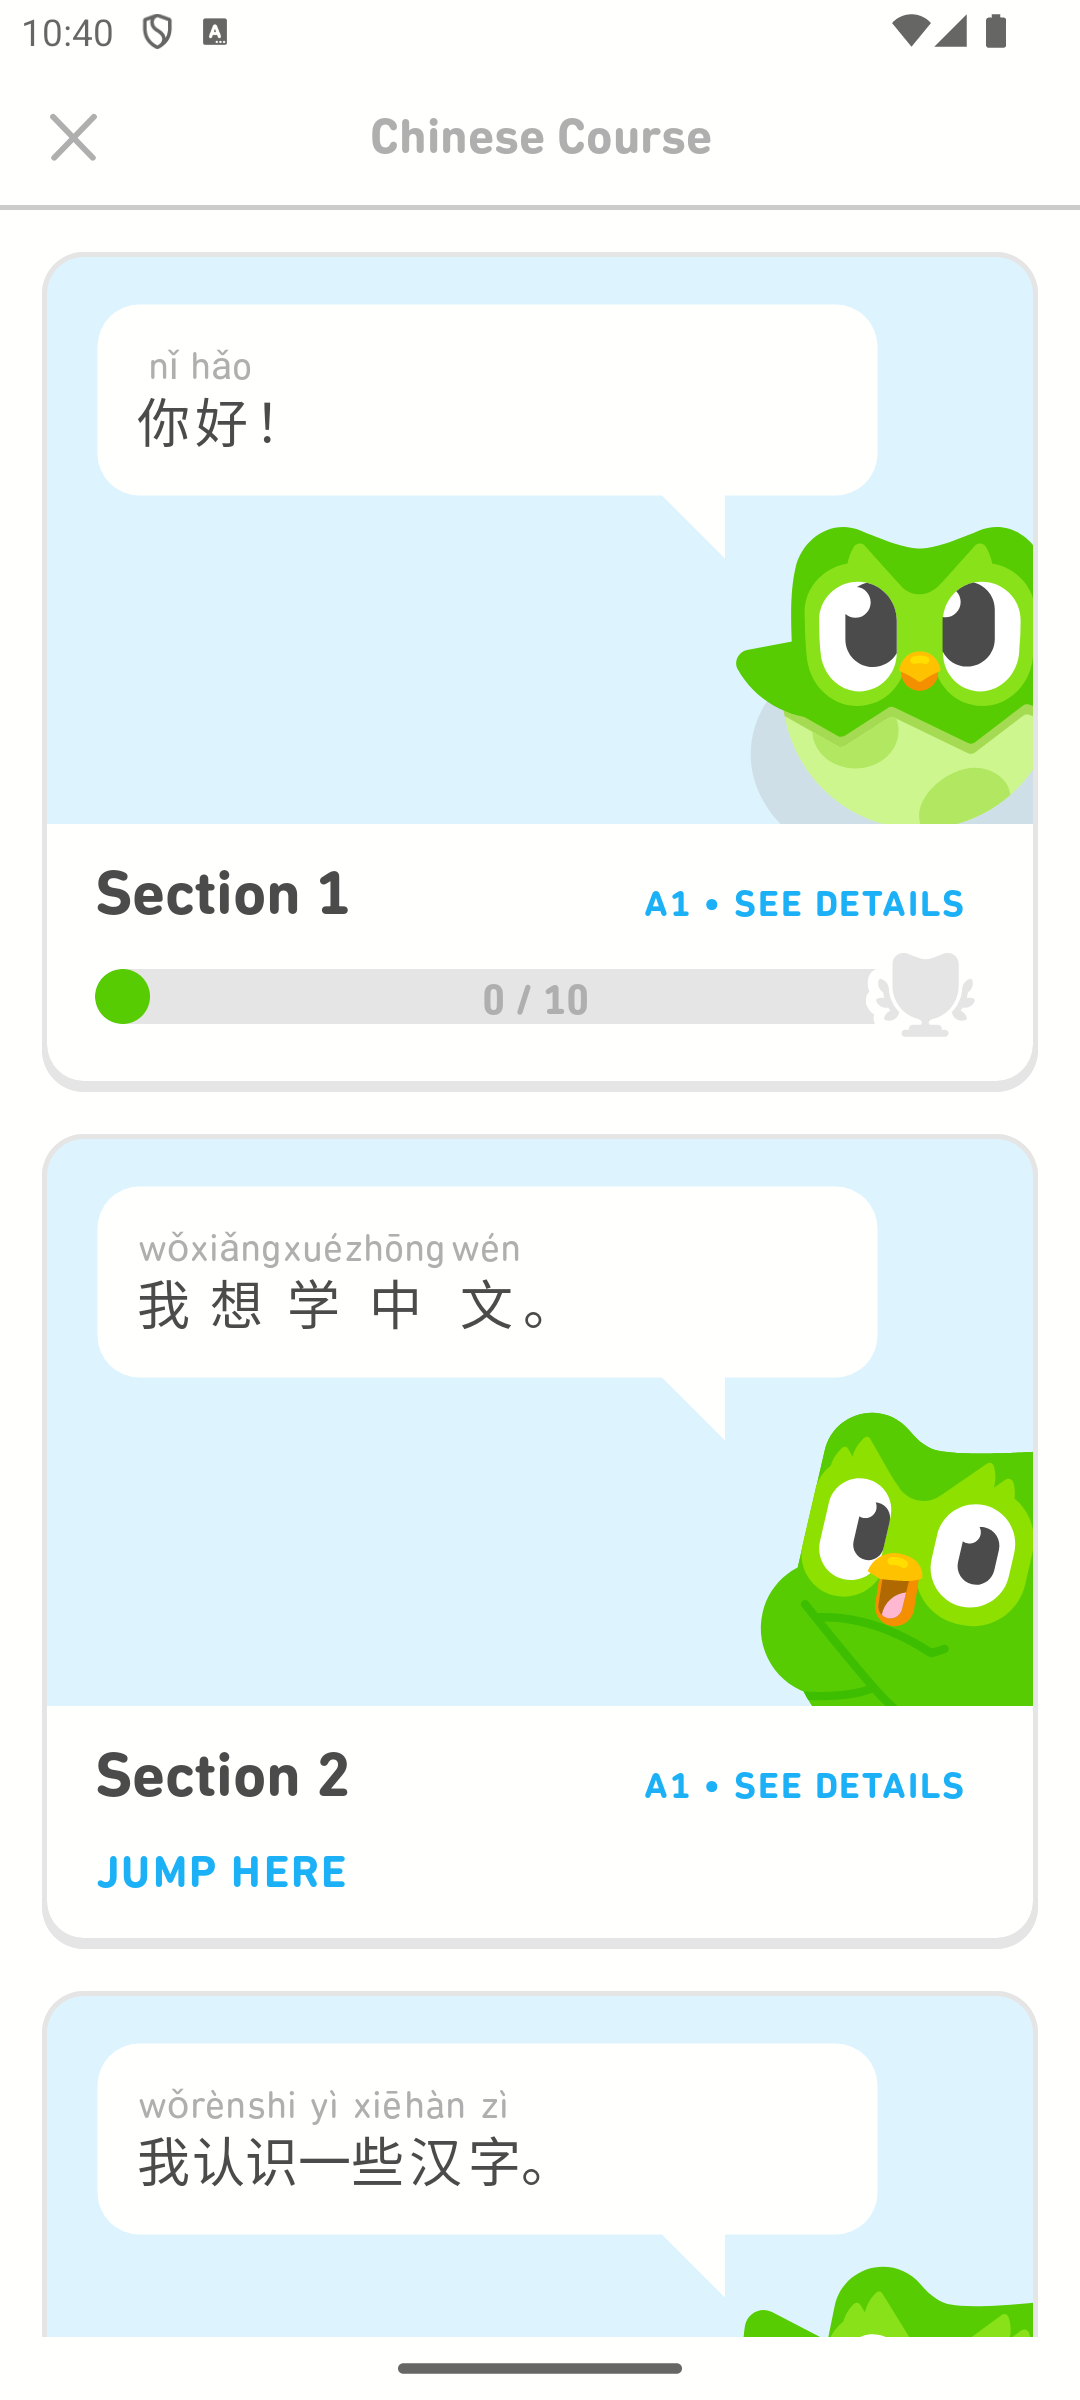 10:40
Chinese Course
nǐ hǎo
你好！
Section 1
A1 • SEE DETAILS
0 / 10
wǒxiǎngxuézhōngwén
我想学中文。
Section 2
A1 • SEE DETAILS
JUMP HERE
wǒrènshi yì xiēhàn zì
我认识一些汉字。